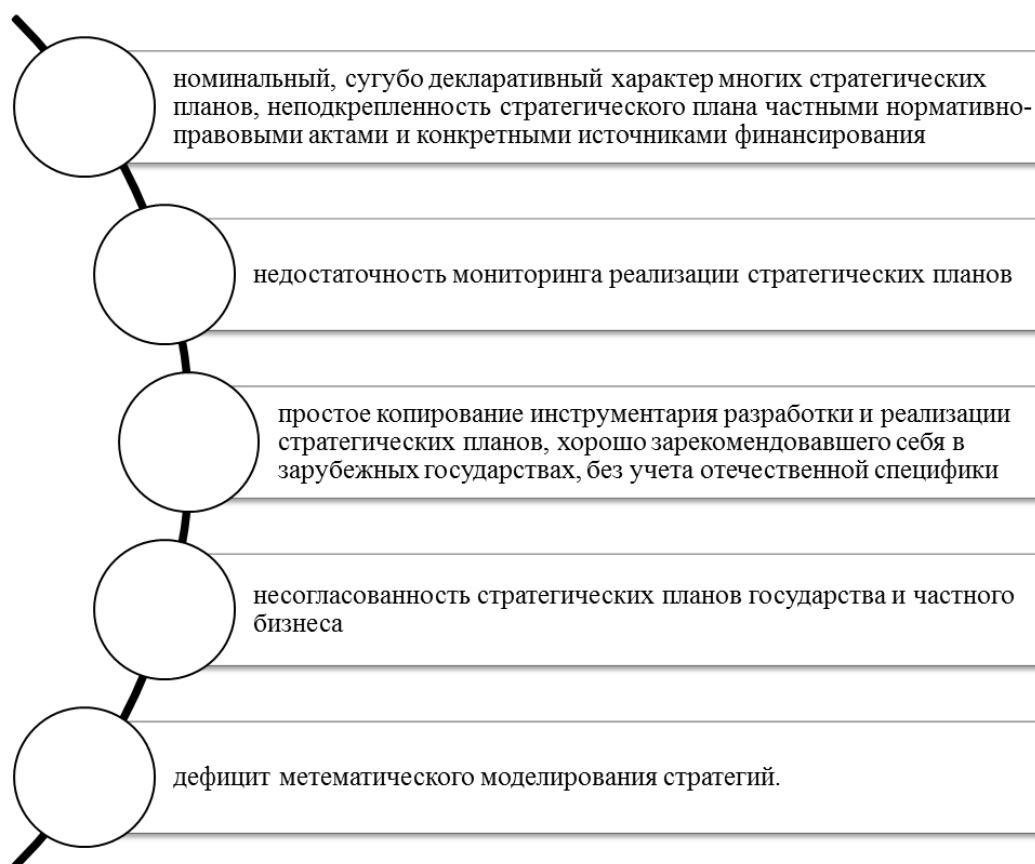 номинальный, сугубо декларативный характер многих стратегических
планов, неподкрепленность стратегического плана частными нормативно-
правовыми актами и конкретными источниками финансирования
недостаточность мониторинга реализации стратегических планов
простое копирование инструментария разработки и реализации
стратегических планов, хорошо зарекомендовавшего себя в
зарубежных государствах, без учета отечественной специфики
несогласованность стратегических планов государства и частного
бизнеса
дефицит метематического моделирования стратегий.